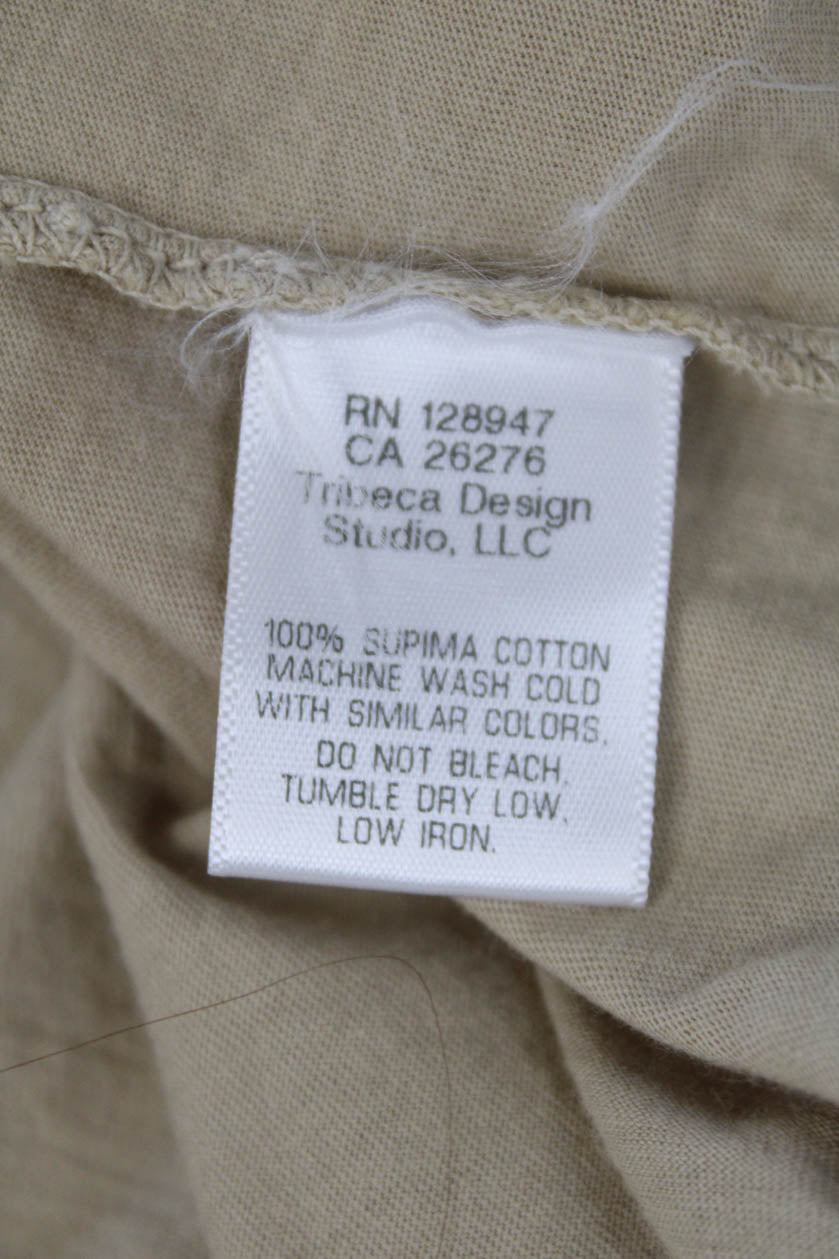 RN 128947
CA 26276
Tribeca Design
Studio, LLC
100% SUPIMA COTTON
MACHINE WASH COLD
WITH SIMILAR COLORS.
DO NOT BLEACH.
TUMBLE DRY LOW.
LOW IRON.